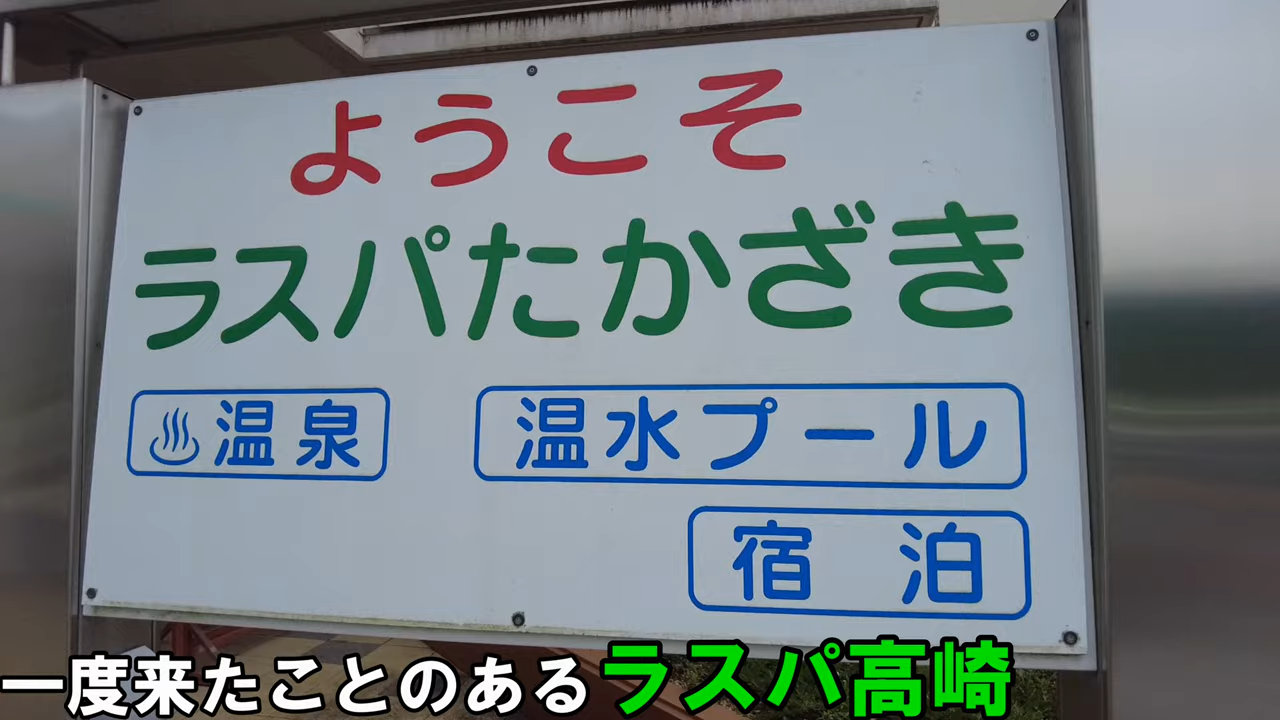 ようこそ
ラスパたかざき
♨温泉 温水プール
宿 泊
一度来たことのあるラスパ高崎